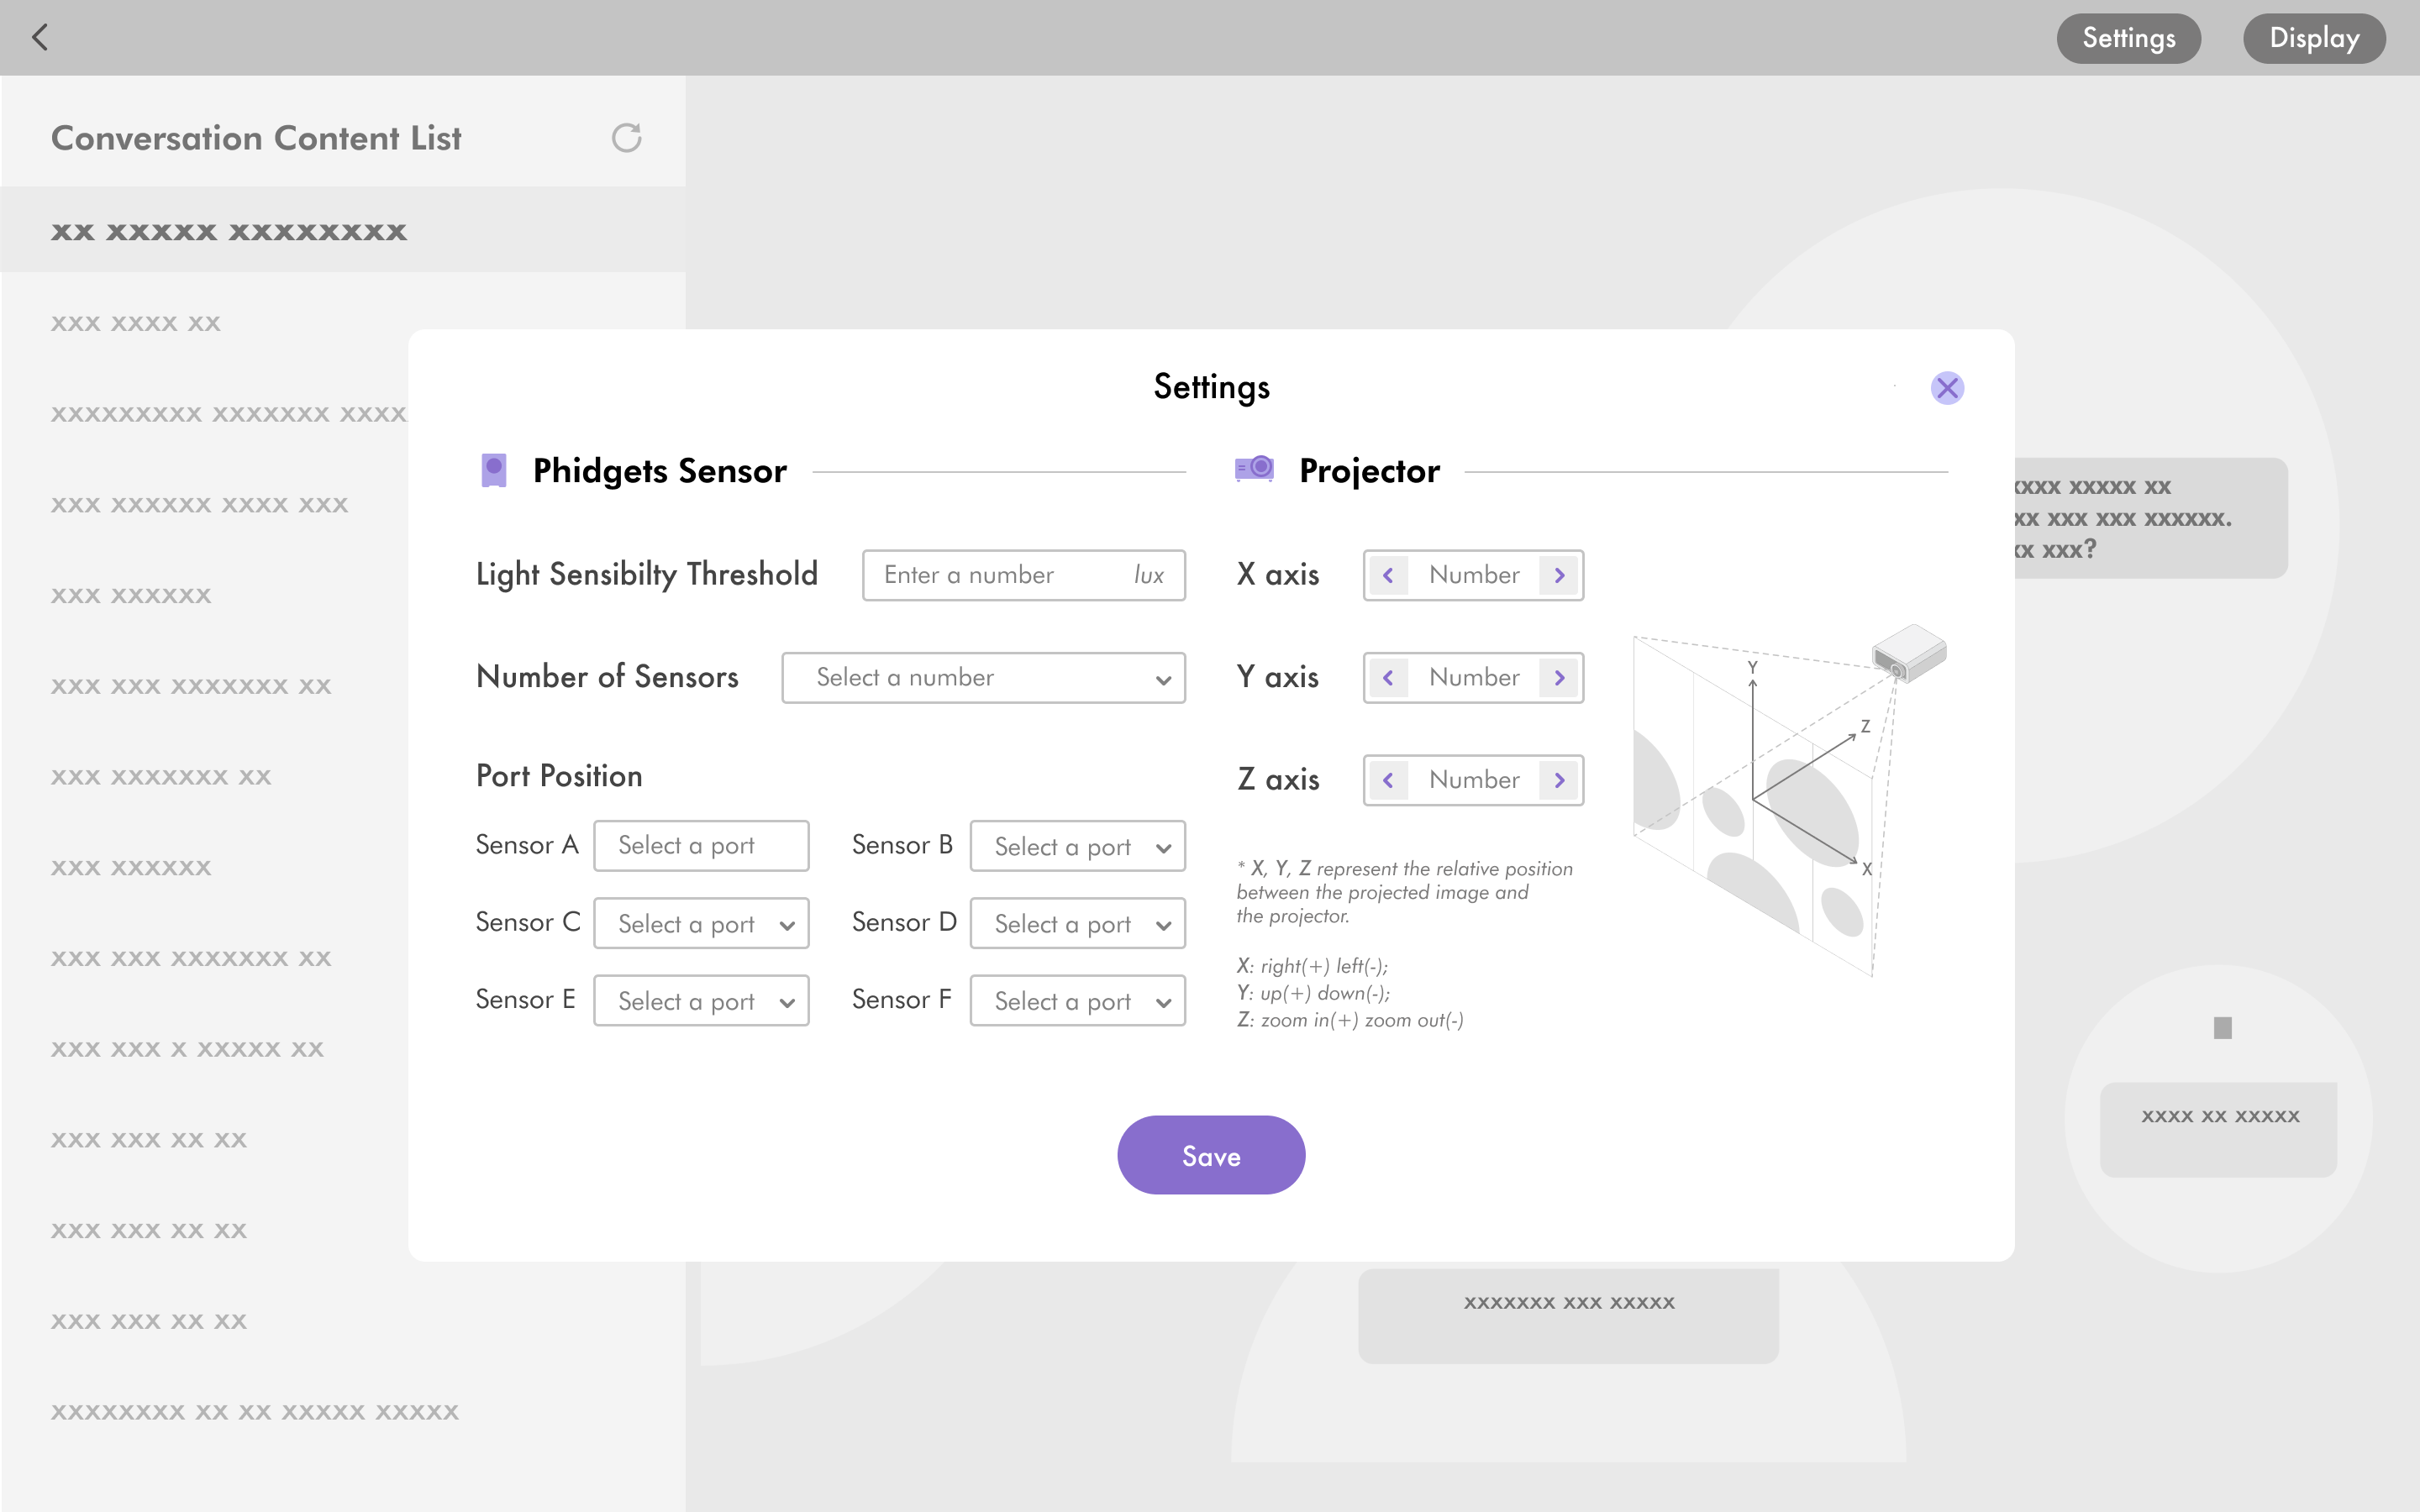 Settings
Display
Conversation Content List
xx xxxxx xxxxxxxx
xxx xxxx xx
xxxxxxxxx xxxxxxx xxxx
xxx xxxxxx xxxx xxx
xxx xxxxxx
xxx xxx xxxxxxx xx
xxx xxxxxxx xx
xxx xxxxxx
xxx xxx xxxxxxx xx
xxx xxx x xxxxx xx
xxx xxx xx xx
xxx xxx xx xx
xxx xxx xx xx
xxxxxxxx xx xx xxxxx xxxxx
Settings
Phidgets Sensor
Light Sensibilty Threshold
Enter a number lux
Number of Sensors
Select a number
Port Position
Sensor A Select a port
Sensor B Select a port
Sensor C Select a port
Sensor D Select a port
Sensor E Select a port
Sensor F Select a port
Projector
X axis
Number
Y axis
Number
Z axis
Number
* X, Y, Z represent the relative position
between the projected image and
the projector.
X: right(+) left(-);
Y: up(+) down(-);
Z: zoom in(+) zoom out(-)
Y
Z
X
Save
xxxx xxxxx xx
xx xxx xxx xxxxxx.
xx xxx?
xxxx xx xxxxx
xxxxxxx xxx xxxxx